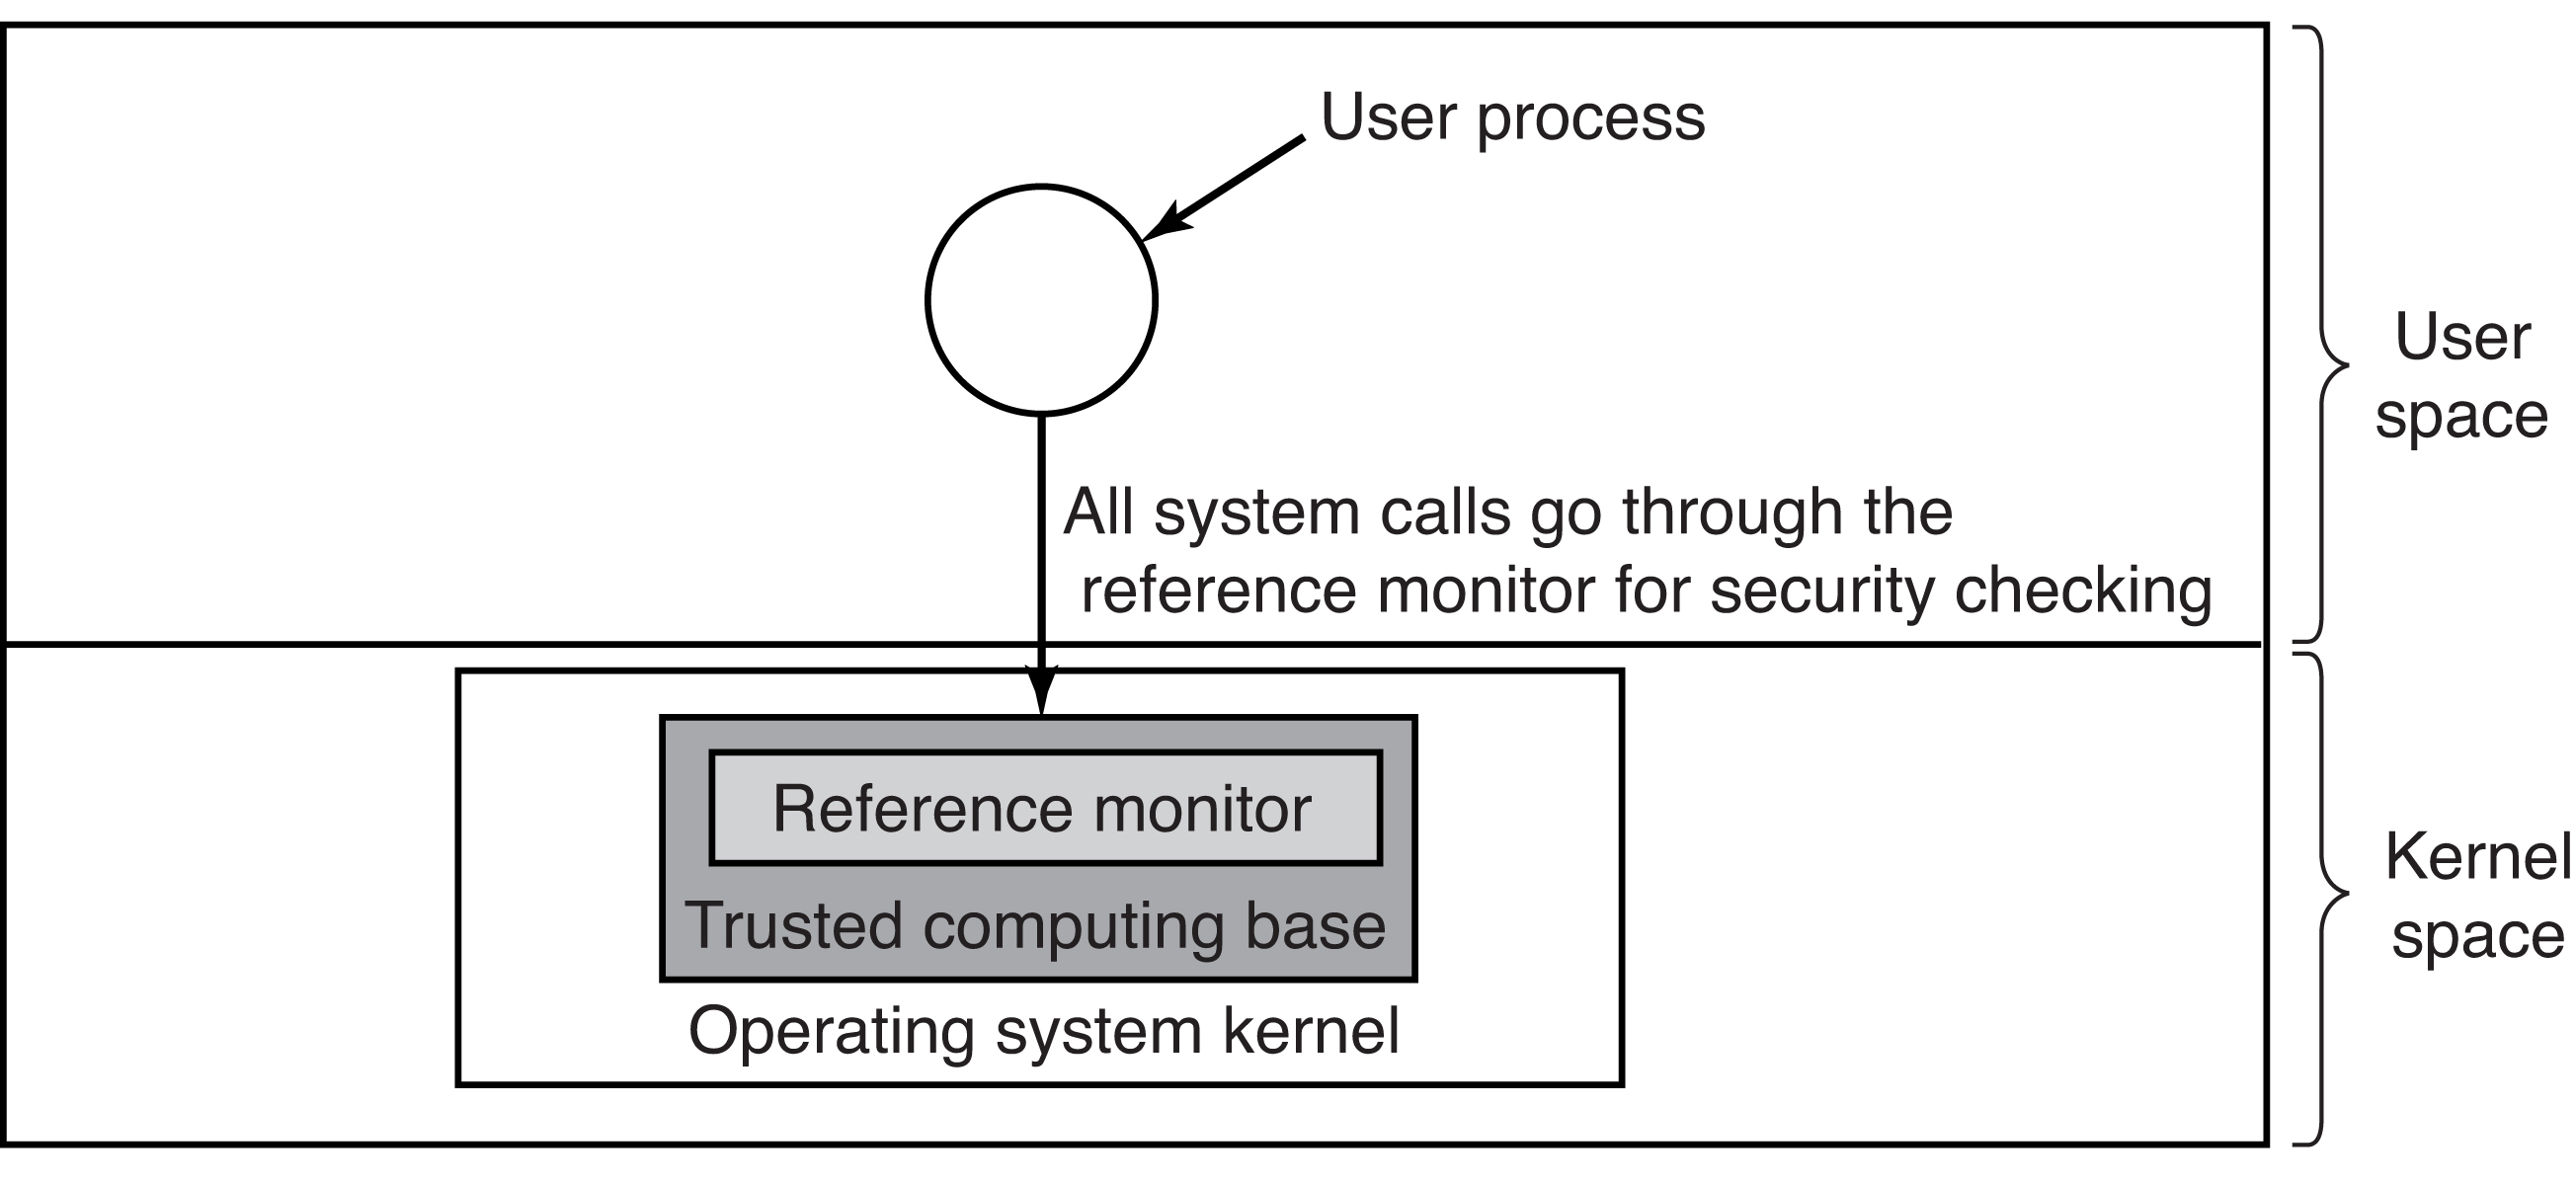 User process
User
space
All system calls go through the
reference monitor for security checking
Reference monitor
Trusted computing base
Operating system kernel
Kernel
space